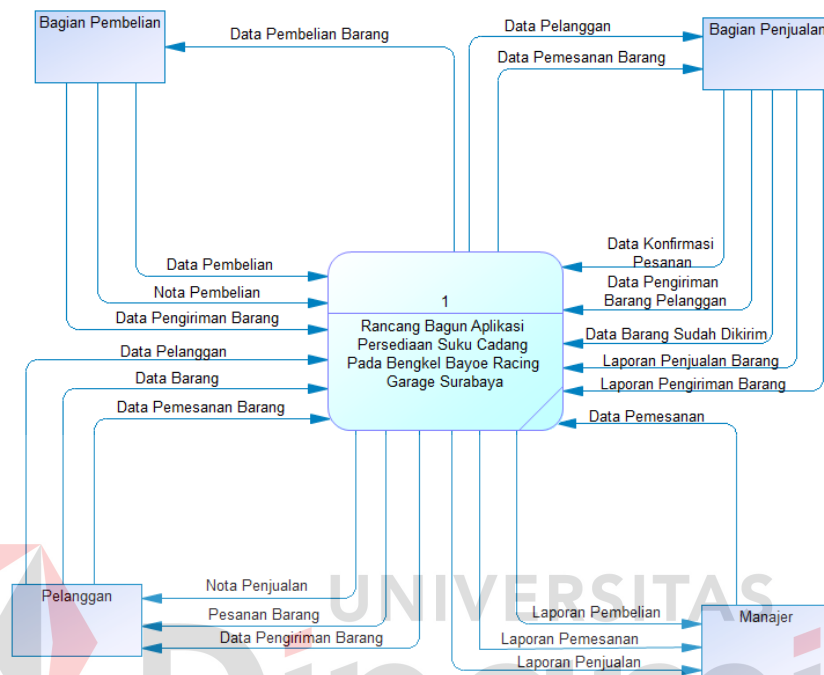 Bagian Pembelian
Data Pembelian Barang
Data Pelanggan
Bagian Penjualan
Data Pemesanan Barang
Data Konfirmasi
Pesanan
Data Pembelian
Data Pengiriman
Barang Pelanggan
Nota Pembelian
1
Data Pengiriman Barang
Rancang Bagun Aplikasi
Persediaan Suku Cadang
Pada Bengkel Bayoe Racing
Garage Surabaya
Data Barang Sudah Dikirim
Data Pelanggan
Laporan Penjualan Barang
Data Barang
Laporan Pengiriman Barang
Data Pemesanan Barang
Data Pemesanan
Nota Penjualan
UNIVERSITAS
Pelanggan
Pesanan Barang
Laporan Pembelian
Manajer
Data Pengiriman Barang
Laporan Pemesanan
Laporan Penjualan